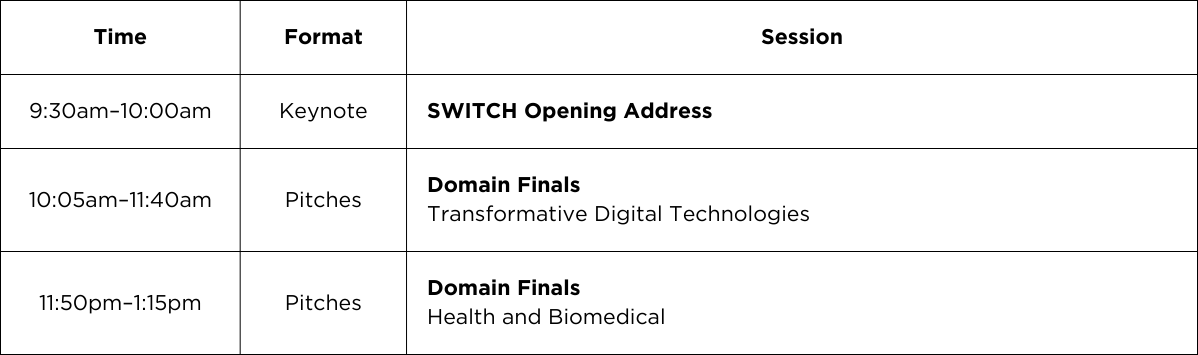 Time Format Session
9:30am–10:00am Keynote SWITCH Opening Address
10:05am–11:40am Pitches Domain Finals
Transformative Digital Technologies
11:50pm–1:15pm Pitches Domain Finals
Health and Biomedical